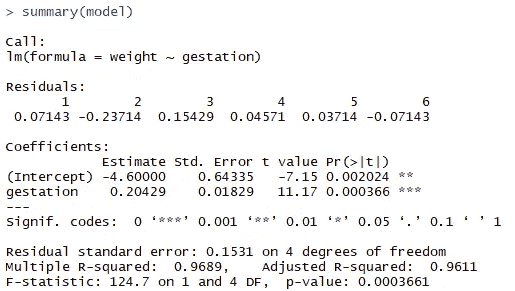 > summary(model)
Call:
lm(formula = weight ~ gestation)
Residuals:
1 2 3 4 5 6
0.07143 -0.23714 0.15429 0.04571 0.03714 -0.07143
Coefficients:
Estimate Std. Error t value Pr(>|t|)
(Intercept) -4.60000 0.64335 -7.15 0.002024 **
gestation 0.20429 0.01829 11.17 0.000366 ***
---
Signif. codes: 0 ‘***’ 0.001 ‘**’ 0.01 ‘*’ 0.05 ‘.’ 0.1 ‘ ’ 1
Residual standard error: 0.1531 on 4 degrees of freedom
Multiple R-squared: 0.9689, Adjusted R-squared: 0.9611
F-statistic: 124.7 on 1 and 4 DF, p-value: 0.0003661